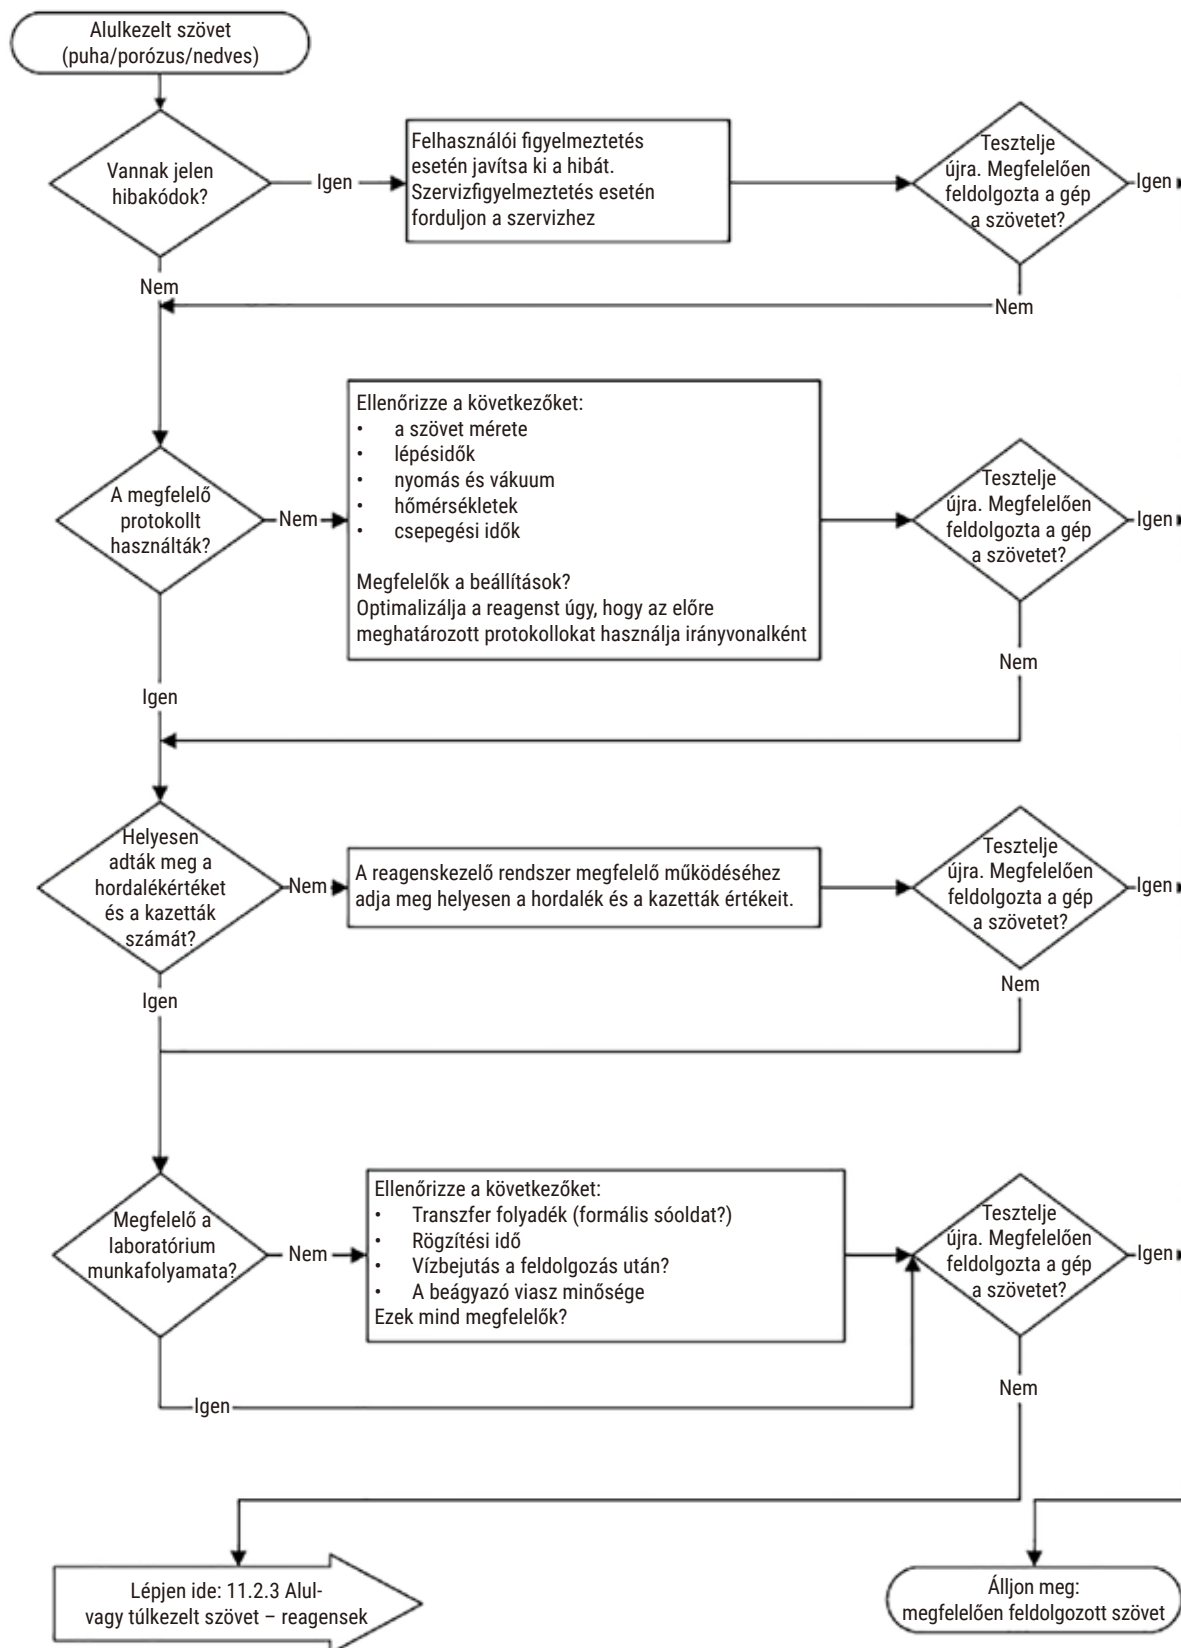 Alulkezelt szövet
(puha/porózus/nedves)
Vannak jelen
hibakódok?
Igen
Felhasználói figyelmeztetés
esetén javítsa ki a hibát.
Szervizfigyelmeztetés esetén
forduljon a szervizhez
Tesztelje
újra. Megfelelően
feldolgozta a gép
a szövetet?
Igen
Nem
Nem
A megfelelő
protokollt
használták?
Nem
Ellenőrizze a következőket:
• a szövet mérete
• lépésidők
• nyomás és vákuum
• hőmérsékletek
• csepegési idők
Megfelelők a beállítások?
Optimalizálja a reagenst úgy, hogy az előre
meghatározott protokollokat használja irányvonalként
Tesztelje
újra. Megfelelően
feldolgozta a gép
a szövetet?
Igen
Nem
Igen
Helyesen
adták meg a
hordalékértéket
és a kazetták
számát?
Nem
A reagenskezelő rendszer megfelelő működéséhez
adja meg helyesen a hordalék és a kazetták értékeit.
Tesztelje
újra. Megfelelően
feldolgozta a gép
a szövetet?
Igen
Nem
Igen
Megfelelő a
laboratórium
munkafolyamata?
Nem
Ellenőrizze a következőket:
• Transzfer folyadék (formális sóoldat?)
• Rögzítési idő
• Vízbejutás a feldolgozás után?
• A beágyazó viasz minősége
Ezek mind megfelelők?
Tesztelje
újra. Megfelelően
feldolgozta a gép
a szövetet?
Igen
Nem
Igen
Lépjen ide: 11.2.3 Alul-
vagy túlkezelt szövet – reagensek
Álljon meg:
megfelelően feldolgozott szövet